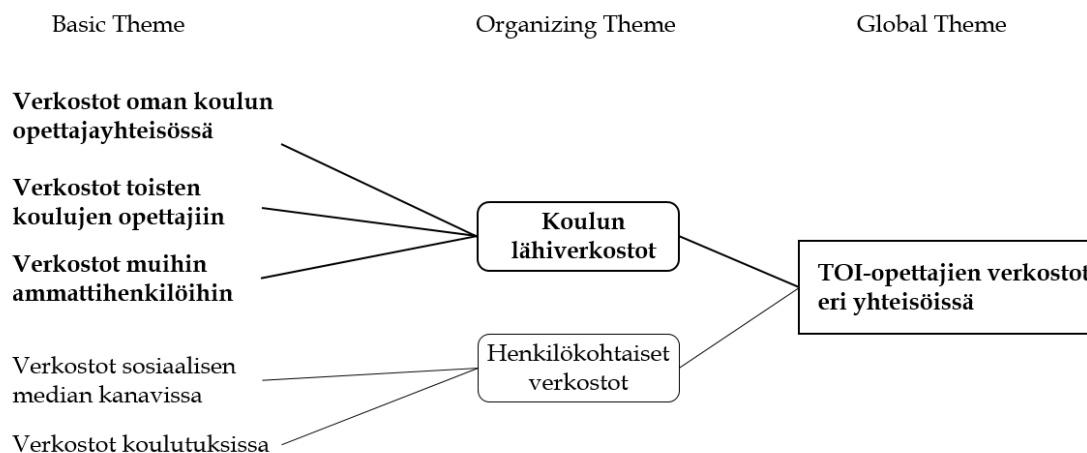 Basic Theme
Organizing Theme
Global Theme
Verkostot oman koulun
opettajayhteisössä
Verkostot toisten
koulujen opettajiin
Verkostot muihin
ammattihenkilöihin
Verkostot sosiaalisen
median kanavissa
Verkostot koulutuksissa
Koulun
lähiverkostot
Henkilökohtaiset
verkostot
TOI-opettajien verkostot
eri yhteisöissä